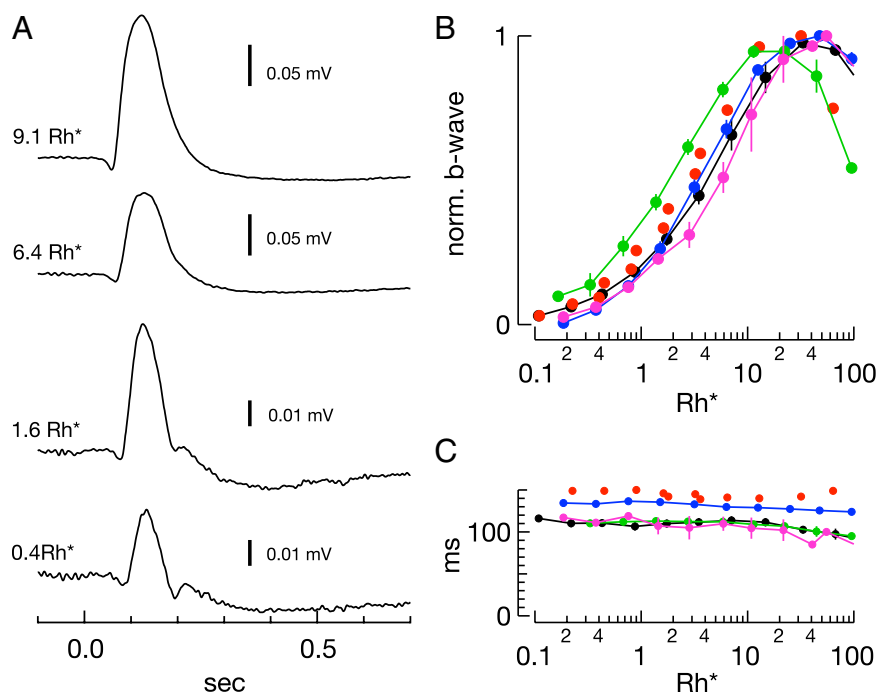 A
9.1 Rh*
0.05 mV
6.4 Rh*
0.05 mV
1.6 Rh*
0.01 mV
0.4Rh*
0.01 mV
0.0 0.5
sec
B
norm. b-wave
1
0
2 4 2 4 2 4
0.1 1 10 100
Rh*
C
ms
100
0
2 4 2 4 2 4
0.1 1 10 100
Rh*